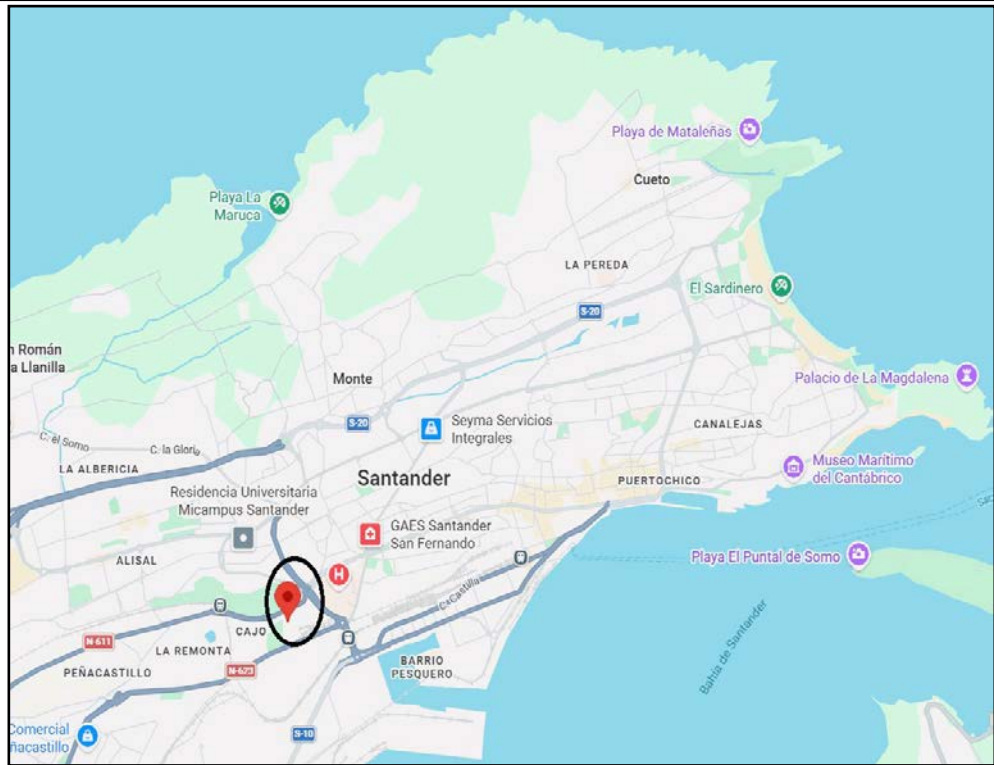 Playa de Mataleñas
Cueto
Playa La
Maruca
LA PEREDA
El Sardinero
S-20
n Román
a Llanilla
Monte
Palacio de La Magdalena
S-20
Seyma Servicios
Integrales
CANALEJAS
C. el Somo
C. la Gloria
LA ALBERICIA
Museo Marítimo
del Cantábrico
Santander
PUERTOCHICO
Residencia Universitaria
Micampus Santander
GAES Santander
San Fernando
ALISAL
Playa El Puntal de Somo
H
C. Castilla
CAJO
N-611
LA REMONTA
PEÑACASTILLO
N-623
BARRIO
PESQUERO
Bahía de Santander
Comercial
ñacastillo
S-10